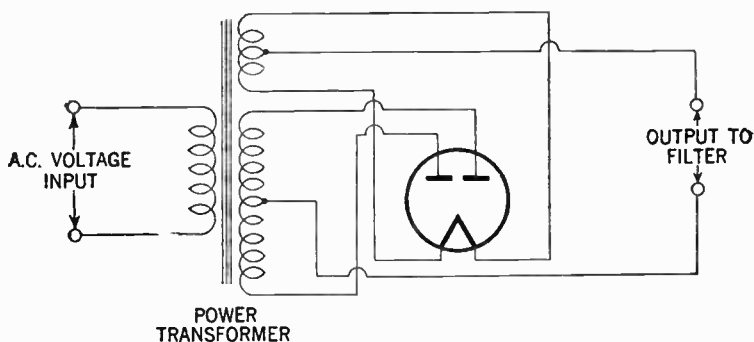 A.C. VOLTAGE
INPUT
OUTPUT TO
FILTER
POWER
TRANSFORMER